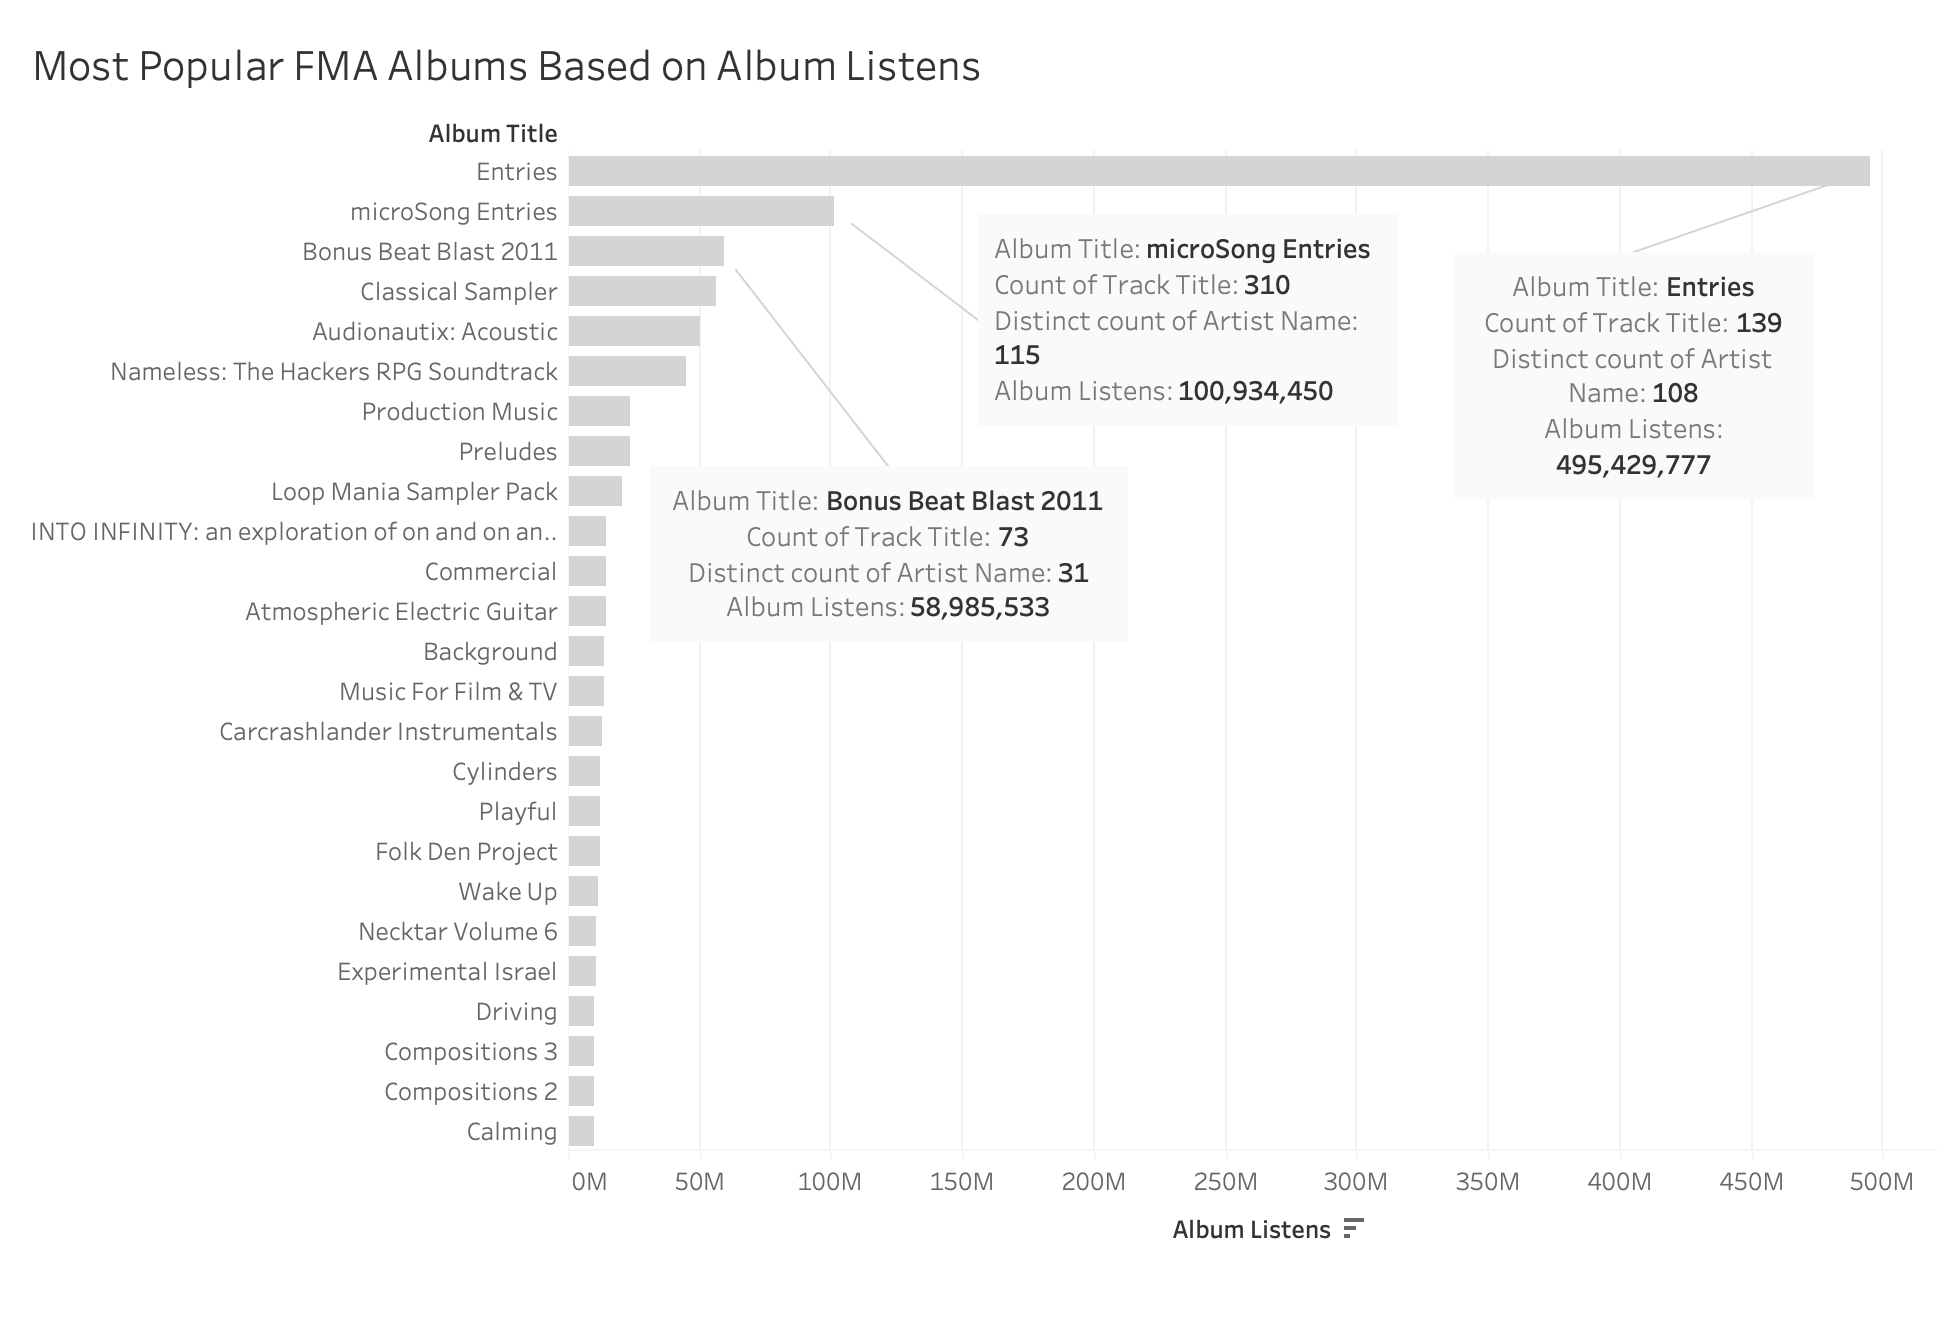 Most Popular FMA Albums Based on Album Listens
Album Title
Entries
microSong Entries
Bonus Beat Blast 2011
Classical Sampler
Audionautix: Acoustic
Nameless: The Hackers RPG Soundtrack
Production Music
Preludes
Loop Mania Sampler Pack
INTO INFINITY: an exploration of on and on an..
Commercial
Atmospheric Electric Guitar
Background
Music For Film & TV
Carcrashlander Instrumentals
Cylinders
Playful
Folk Den Project
Wake Up
Necktar Volume 6
Experimental Israel
Driving
Compositions 3
Compositions 2
Calming
Album Title: microSong Entries
Count of Track Title: 310
Distinct count of Artist Name:
115
Album Listens: 100,934,450
Album Title: Entries
Count of Track Title: 139
Distinct count of Artist
Name: 108
Album Listens:
495,429,777
Album Title: Bonus Beat Blast 2011
Count of Track Title: 73
Distinct count of Artist Name: 31
Album Listens: 58,985,533
0M 50M 100M 150M 200M 250M 300M 350M 400M 450M 500M
Album Listens